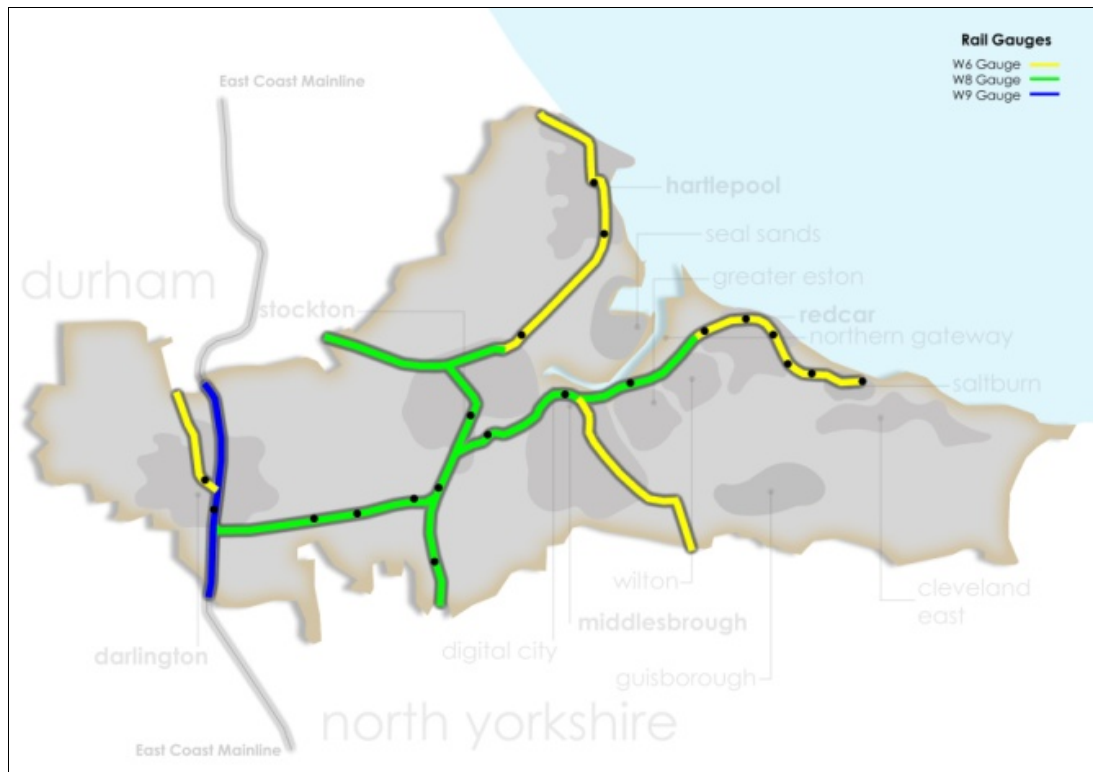 Rail Gauges
W6 Gauge
W8 Gauge
W9 Gauge
East Coast Mainline
hartlepool
seal sands
durham
greater eston
stockton
redcar
northern gateway
saltburn
wilton
cleveland
east
middlesbrough
digital city
darlington
guisborough
north yorkshire
East Coast Mainline